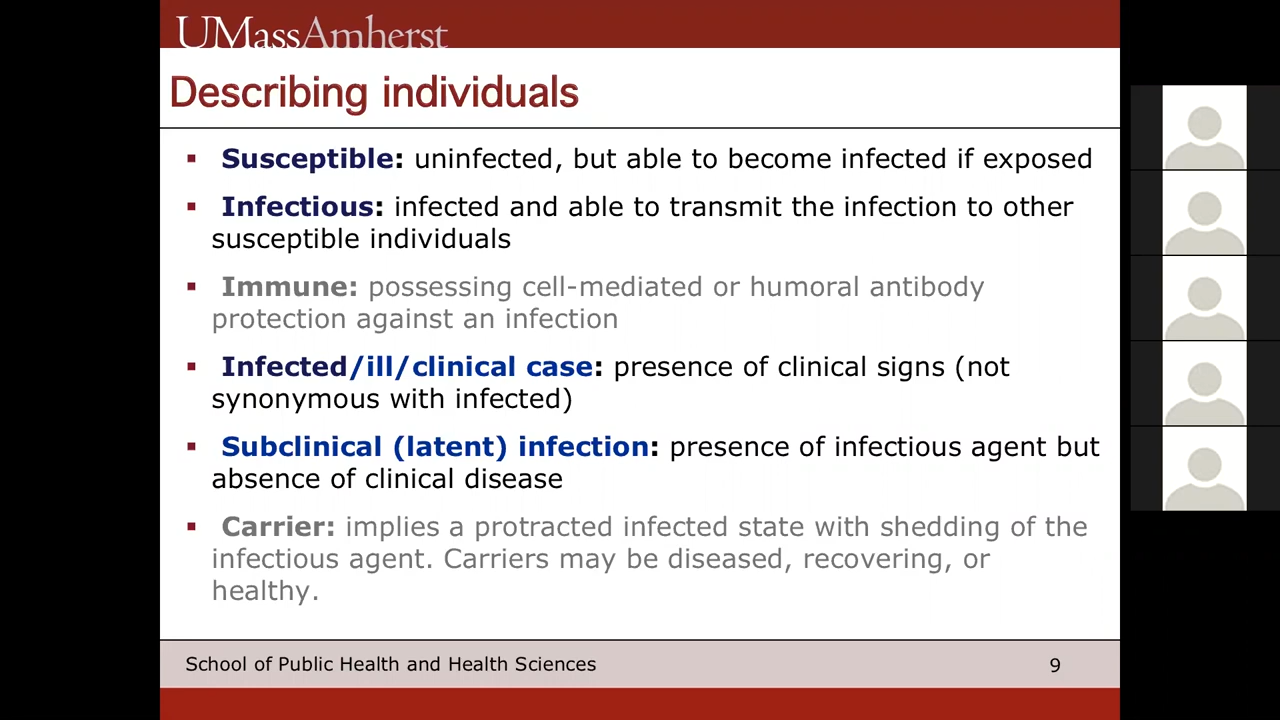 UMassAmherst
Describing individuals
▪ Susceptible: uninfected, but able to become infected if exposed
▪ Infectious: infected and able to transmit the infection to other
susceptible individuals
▪ Immune: possessing cell-mediated or humoral antibody
protection against an infection
▪ Infected/ill/clinical case: presence of clinical signs (not
synonymous with infected)
▪ Subclinical (latent) infection: presence of infectious agent but
absence of clinical disease
▪ Carrier: implies a protracted infected state with shedding of the
infectious agent. Carriers may be diseased, recovering, or
healthy.
School of Public Health and Health Sciences 9